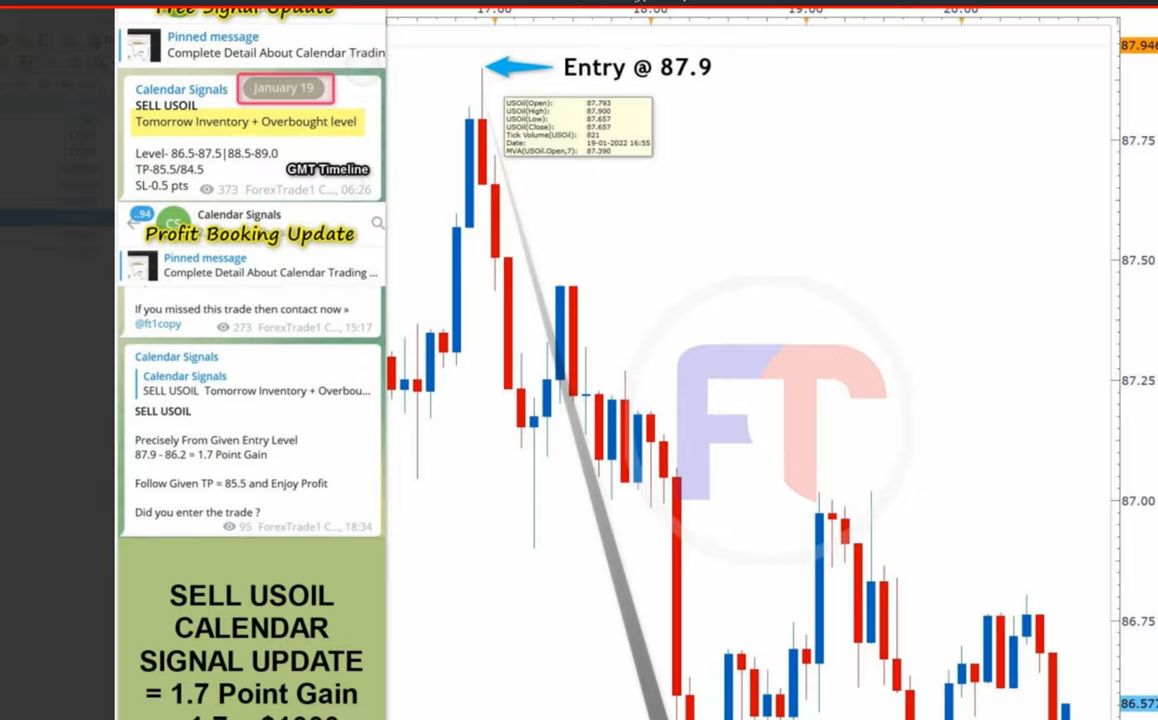 Free Signal Update
17:00 18:00 19:00 20:00
Pinned message
Complete Detail About Calendar Tradin
Calendar Signals
January 19
SELL USOIL
Tomorrow Inventory + Overbought level
Level- 86.5-87.5|88.5-89.0
TP-85.5/84.5
GMT Timeline
SL-0.5 pts
373 ForexTrade1 C..., 06:26
..94
CS
Calendar Signals
Profit Booking Update
Pinned message
Complete Detail About Calendar Trading ...
If you missed this trade then contact now »
@ft1copy
273 ForexTrade1 C..., 15:17
Calendar Signals
Calendar Signals
SELL USOIL Tomorrow Inventory + Overbou...
SELL USOIL
Precisely From Given Entry Level
87.9 - 86.2 = 1.7 Point Gain
Follow Given TP = 85.5 and Enjoy Profit
Did you enter the trade ?
95 ForexTrade1 C..., 18:34
SELL USOIL
CALENDAR
SIGNAL UPDATE
= 1.7 Point Gain
Entry @ 87.9
USOil(Open): 87.793
USOil(High): 87.900
USOil(Low): 87.657
USOil(Close): 87.657
Tick Volume(USOil): 821
Date: 19-01-2022 16:55
MVA(USOil.Open,7): 87.390
FT
87.946
87.75
87.50
87.25
87.00
86.75
86.577